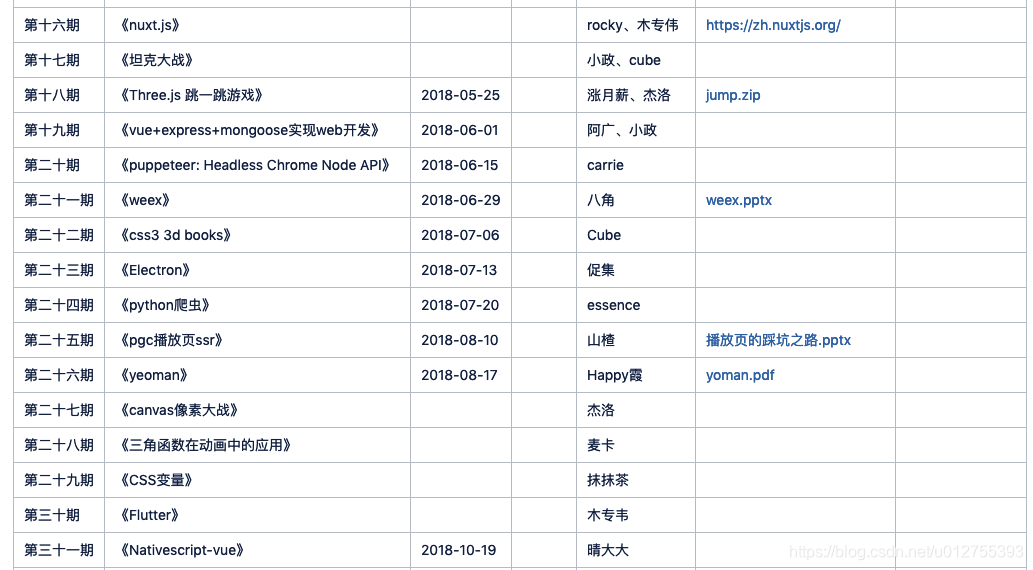 第十六期 《nuxt.js》 rocky、木专伟 https://zh.nuxtjs.org/
第十七期 《坦克大战》 小政、cube
第十八期 《Three.js 跳一跳游戏》 2018-05-25 涨月薪、杰洛 jump.zip
第十九期 《vue+express+mongoose实现web开发》 2018-06-01 阿广、小政
第二十期 《puppeteer: Headless Chrome Node API》 2018-06-15 carrie
第二十一期 《weex》 2018-06-29 八角 weex.pptx
第二十二期 《css3 3d books》 2018-07-06 Cube
第二十三期 《Electron》 2018-07-13 促集
第二十四期 《python爬虫》 2018-07-20 essence
第二十五期 《pgc播放页ssr》 2018-08-10 山楂 播放页的踩坑之路.pptx
第二十六期 《yeoman》 2018-08-17 Happy霞 yoman.pdf
第二十七期 《canvas像素大战》 杰洛
第二十八期 《三角函数在动画中的应用》 麦卡
第二十九期 《CSS变量》 抹抹茶
第三十期 《Flutter》 木专韦
第三十一期 《Nativescript-vue》 2018-10-19 晴大大
https://blog.csdn.net/u012755393